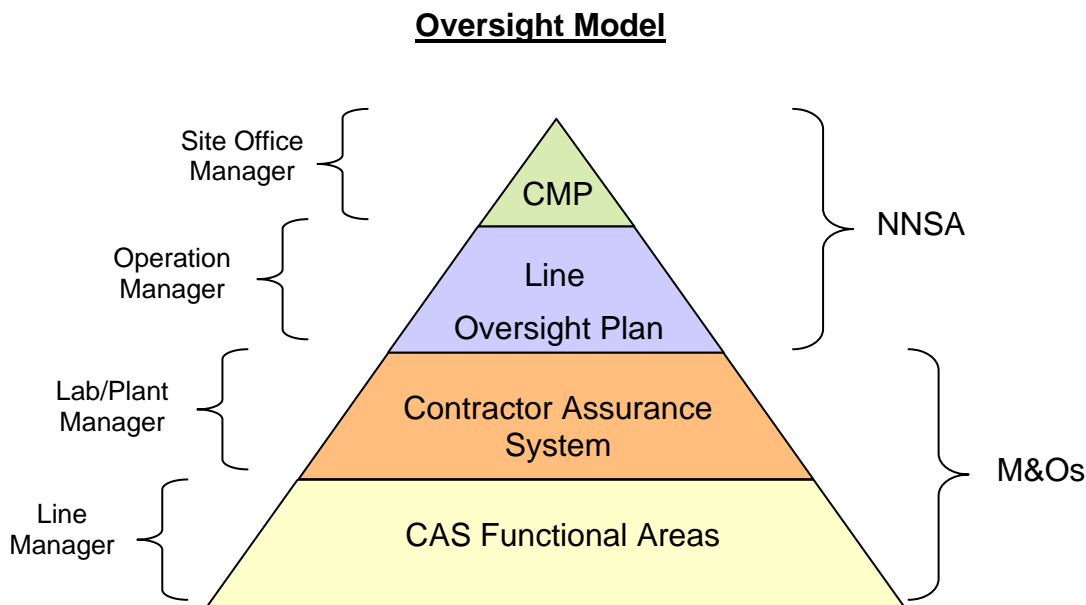 Oversight Model
Site Office
Manager
CMP
NNSA
Operation
Manager
Line
Oversight Plan
Lab/Plant
Manager
Contractor Assurance
System
M&Os
Line
Manager
CAS Functional Areas